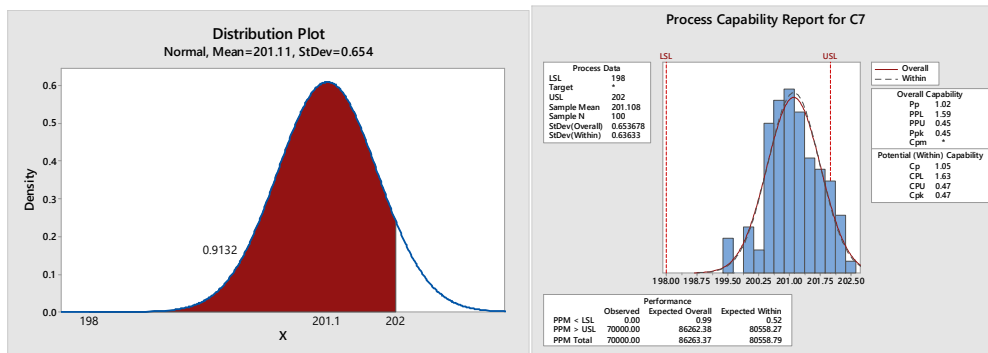 Distribution Plot
Normal, Mean=201.11, StDev=0.654
0.6
0.5
0.4
0.3
0.2
0.1
0.0
Density
0.9132
198
201.1
202
X
Process Capability Report for C7
LSL
USL
Process Data
LSL 198
Target *
USL 202
Sample Mean 201.108
Sample N 100
StDev(Overall) 0.653678
StDev(Within) 0.63633
Overall
Within
Overall Capability
Pp 1.02
PPL 1.59
PPU 0.45
Ppk 0.45
Cpm *
Potential (Within) Capability
Cp 1.05
CPL 1.63
CPU 0.47
Cpk 0.47
198.00 198.75 199.50 200.25 201.00 201.75 202.50
Performance
Observed Expected Overall Expected Within
PPM < LSL 0.00 0.99 0.52
PPM > USL 70000.00 86262.38 80558.27
PPM Total 70000.00 86263.37 80558.79